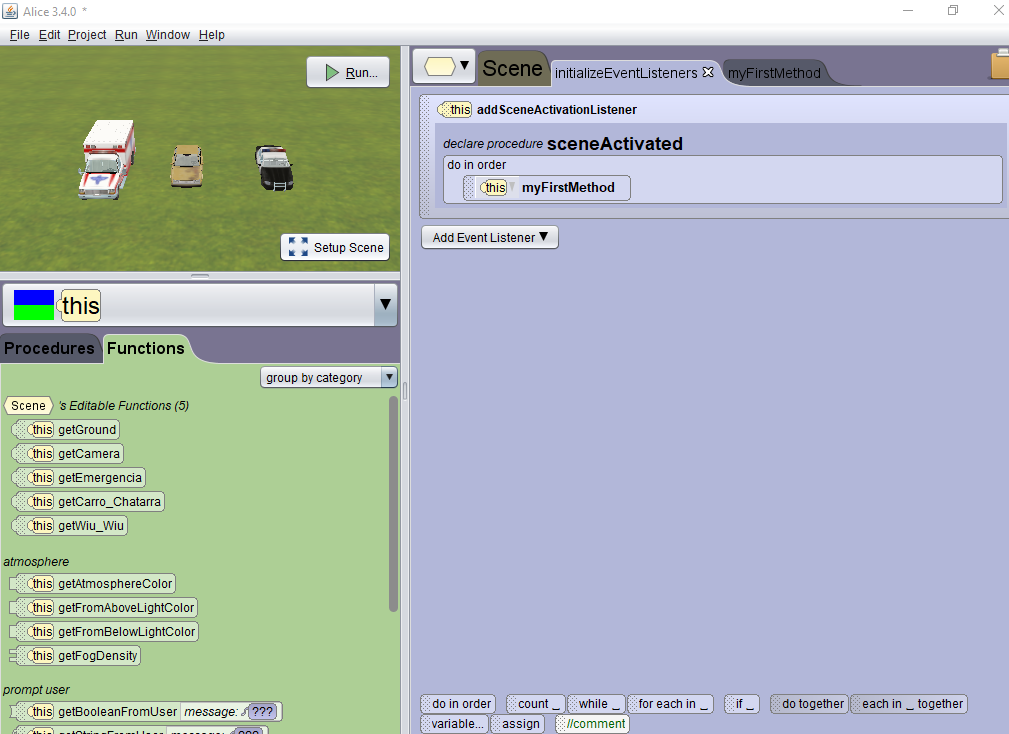 Alice 3.4.0 *
File Edit Project Run Window Help
Run...
Setup Scene
this
Procedures Functions
group by category
Scene 's Editable Functions (5)
this getGround
this getCamera
this getEmergencia
this getCarro_Chatarra
this getWiu_Wiu
atmosphere
this getAtmosphereColor
this getFromAboveLightColor
this getFromBelowLightColor
this getFogDensity
prompt user
this getBooleanFromUser message: ???
this getStringFromUser message: ???
Scene initializeEventListeners myFirstMethod
this addSceneActivationListener
declare procedure sceneActivated
do in order
this myFirstMethod
Add Event Listener
do in order count _ while _ for each in _ if _ do together each in _ together
variable... assign //comment